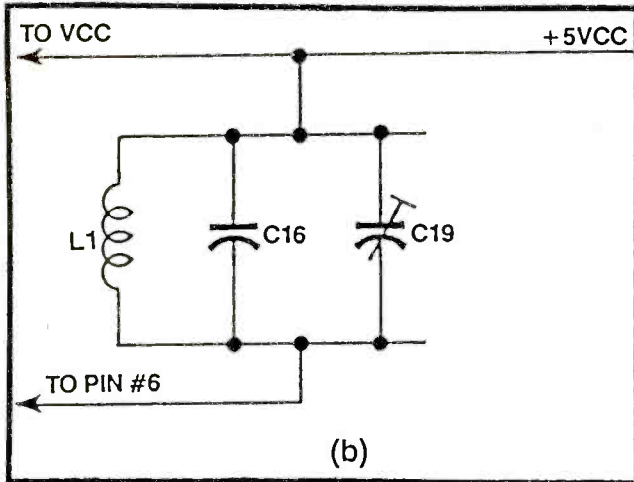 TO VCC
+5VCC
L1
C16
C19
TO PIN #6
(b)